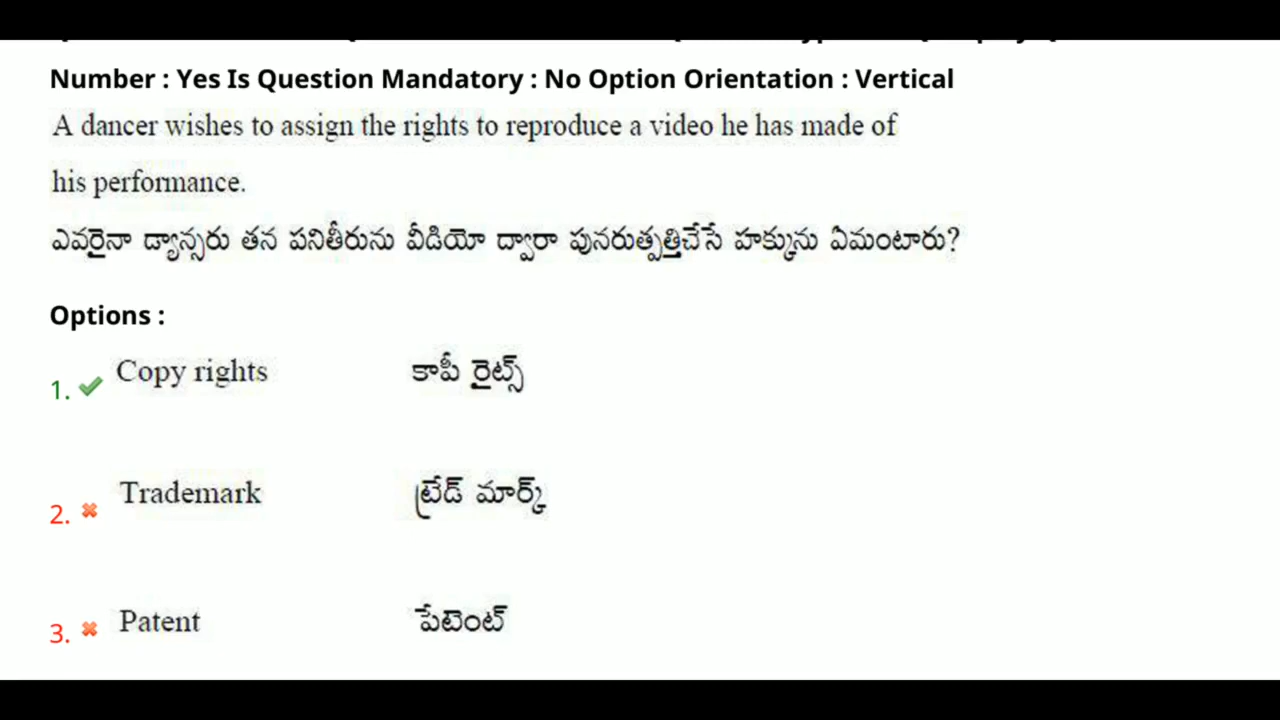 Number : Yes Is Question Mandatory : No Option Orientation : Vertical
A dancer wishes to assign the rights to reproduce a video he has made of
his performance.
ఎవరైనా డ్యాన్సరు తన పనితీరును వీడియో ద్వారా పునరుత్పత్తిచేసే హక్కును ఏమంటారు?
Options :
1. Copy rights కాపీ రైట్స్
2. Trademark ట్రేడ్ మార్క్
3. Patent పేటెంట్